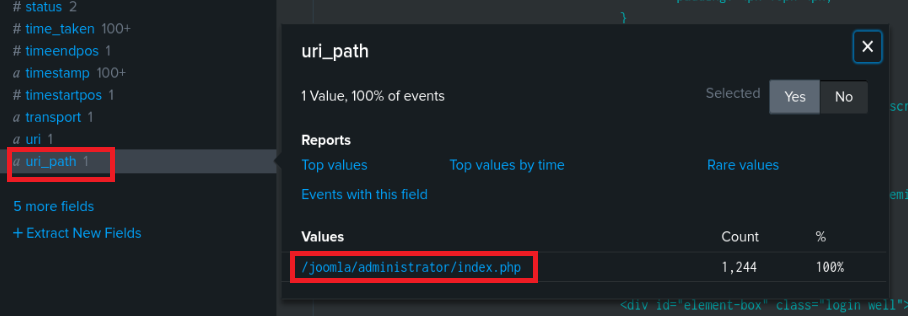 # status 2
# time_taken 100+
# timeendpos 1
a timestamp 100+
# timestartpos 1
a transport 1
a uri 1
a uri_path 1
5 more fields
+ Extract New Fields
}
uri_path
1 Value, 100% of events
Selected Yes No
Reports
Top values Top values by time Rare values
Events with this field
Values Count %
/joomla/administrator/index.php 1,244 100%
scr
emi
<div id="element-box" class="login well">